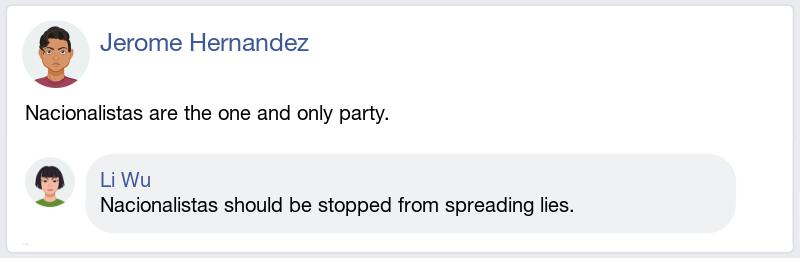 Jerome Hernandez
Nacionalistas are the one and only party.
Li Wu
Nacionalistas should be stopped from spreading lies.